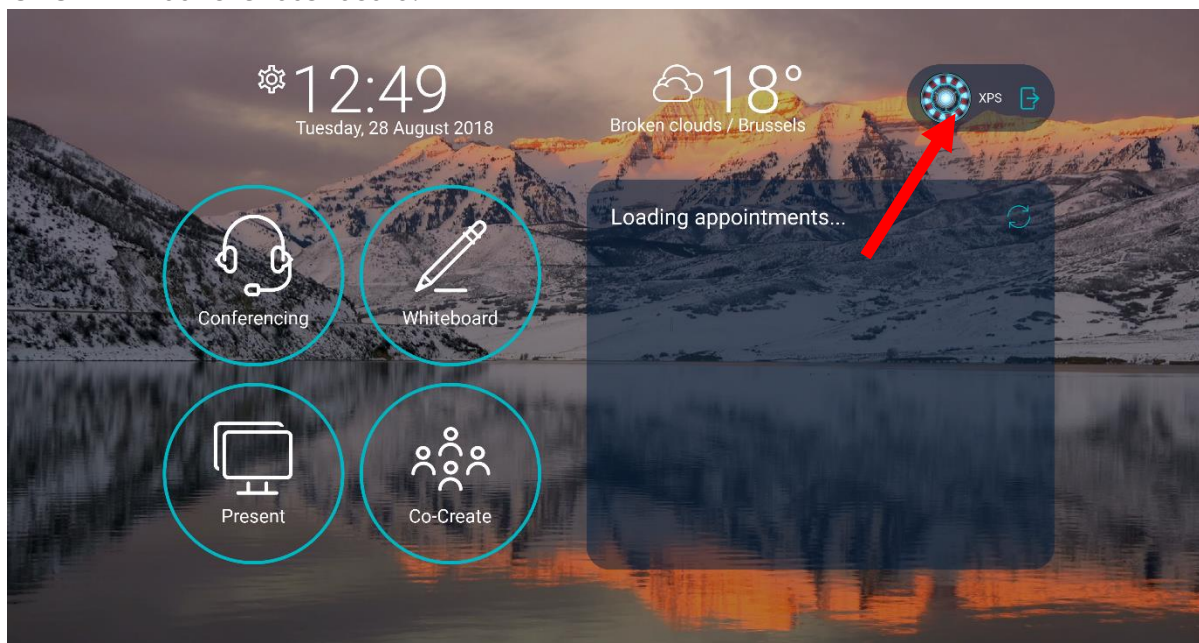 12:49
Tuesday, 28 August 2018
18°
Broken clouds / Brussels
XPS
Loading appointments...
Conferencing
Whiteboard
Present
Co-Create